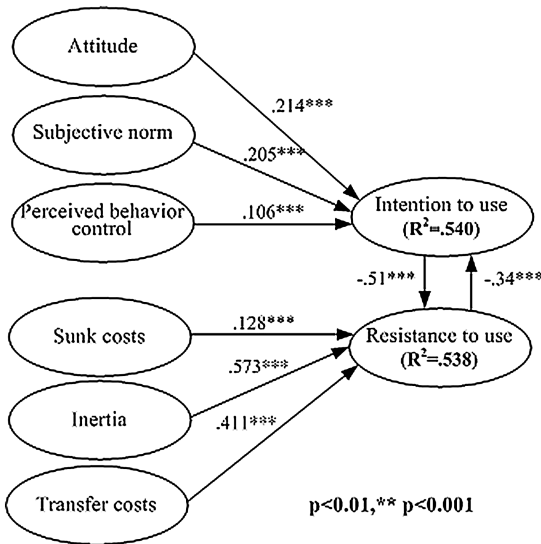 Attitude
.214***
Subjective norm
.205***
Perceived behavior
control
.106***
Intention to use
(R²=.540)
-.51***
-.34***
Sunk costs
.128***
Resistance to use
(R²=.538)
.573***
Inertia
.411***
Transfer costs
p<0.01,** p<0.001